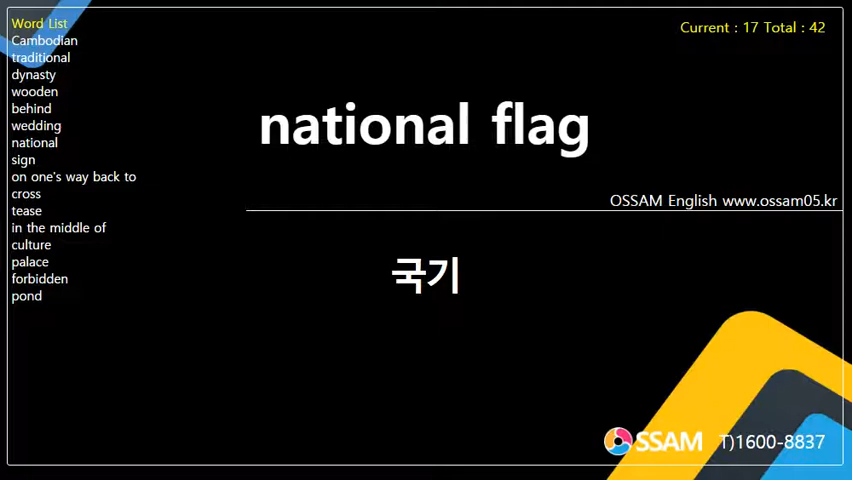 Word List
Cambodian
traditional
dynasty
wooden
behind
wedding
national
sign
on one's way back to
cross
tease
in the middle of
culture
palace
forbidden
pond
Current : 17 Total : 42
national flag
OSSAM English www.ossam05.kr
국기
OSSAM T)1600-8837